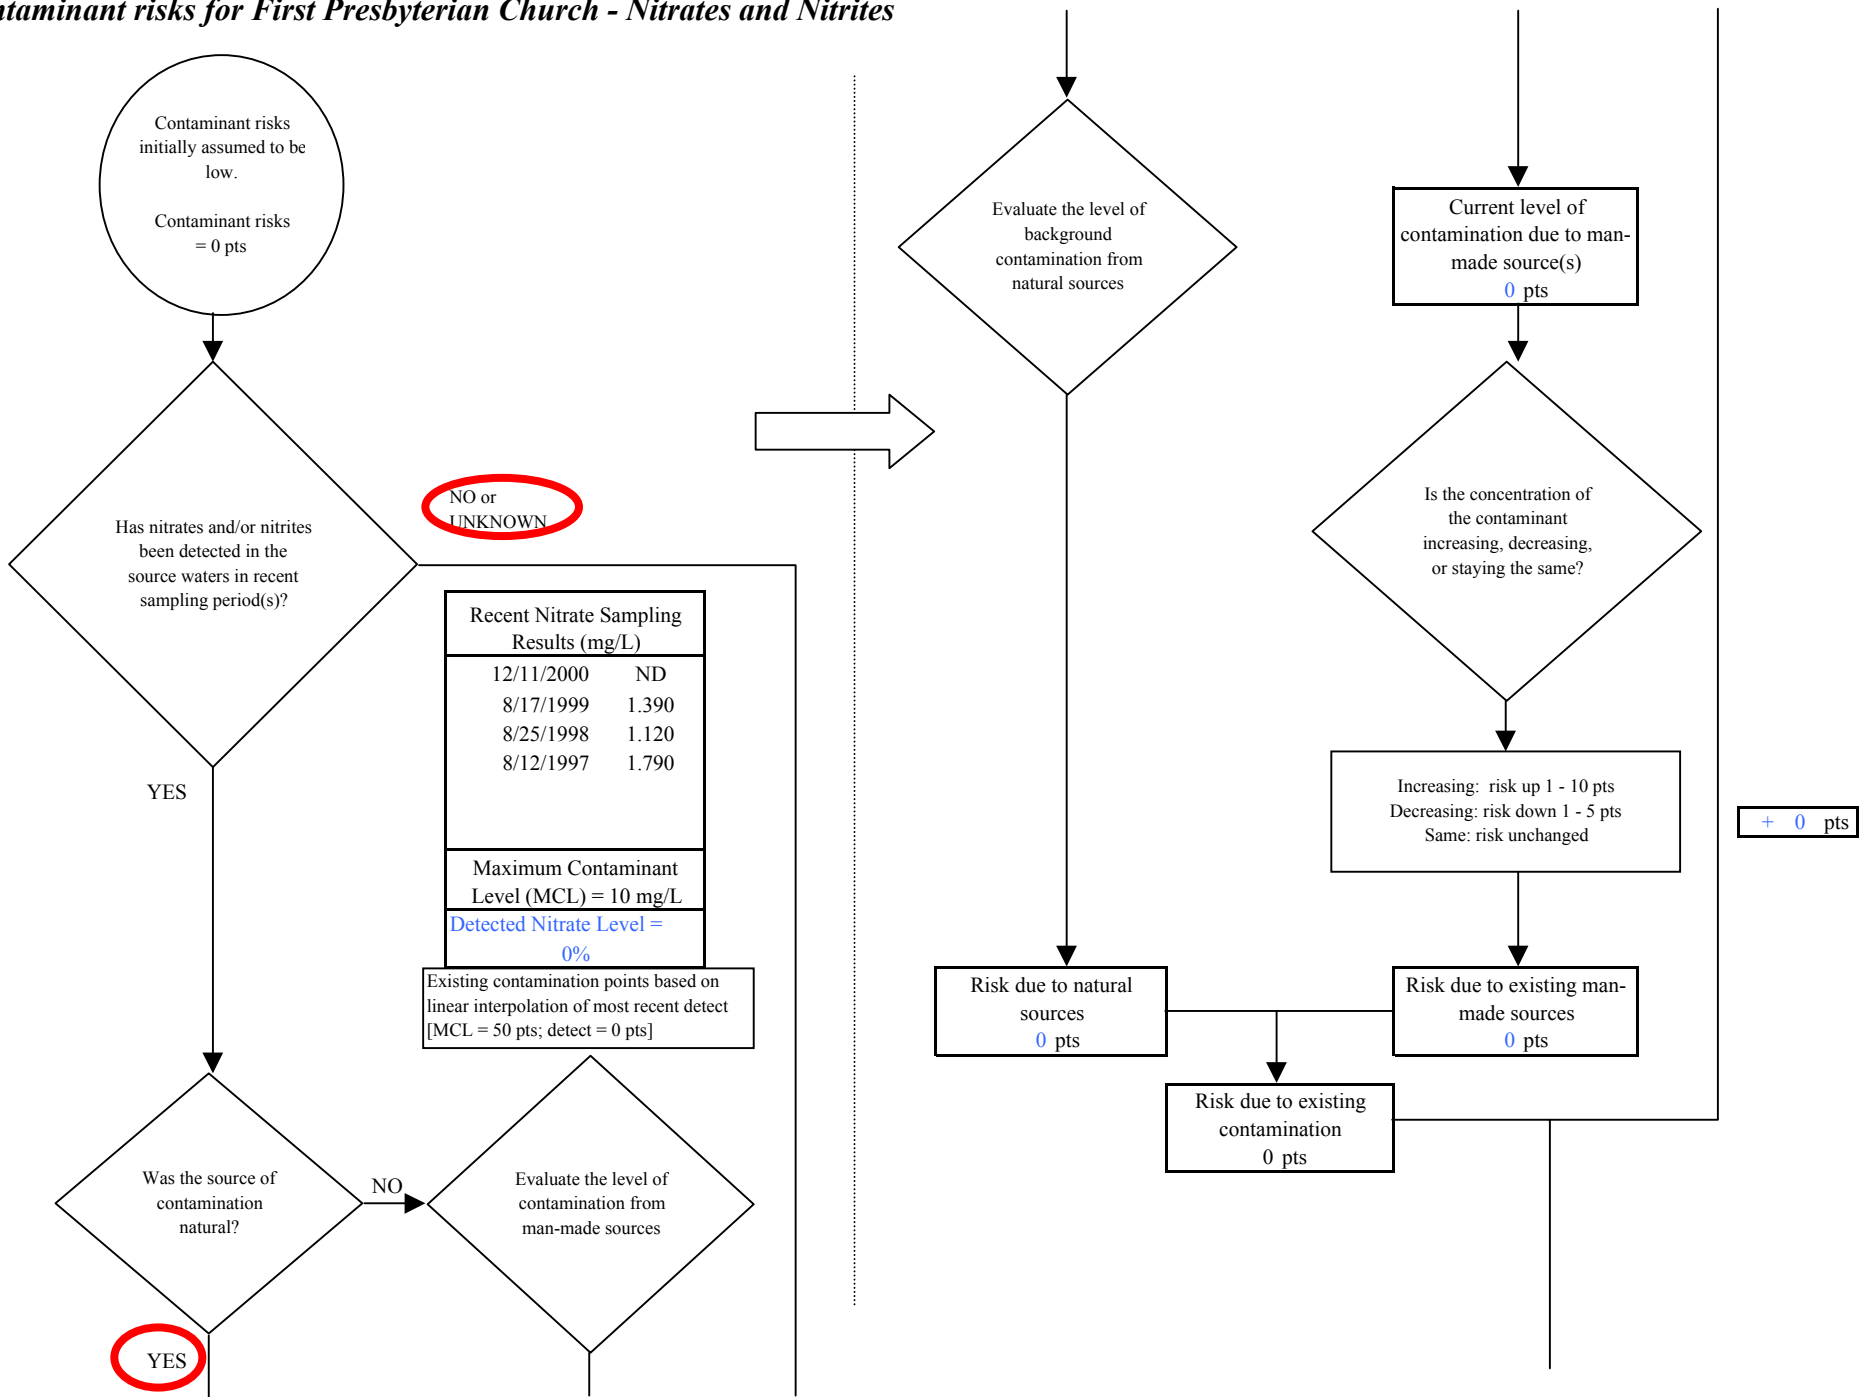 ntaminant risks for First Presbyterian Church - Nitrates and Nitrites
Contaminant risks
initially assumed to be
low.
Contaminant risks
= 0 pts
Has nitrates and/or nitrites
been detected in the
source waters in recent
sampling period(s)?
NO or
UNKNOWN
YES
Recent Nitrate Sampling
Results (mg/L)
12/11/2000 ND
8/17/1999 1.390
8/25/1998 1.120
8/12/1997 1.790
Maximum Contaminant
Level (MCL) = 10 mg/L
Detected Nitrate Level =
0%
Existing contamination points based on
linear interpolation of most recent detect
[MCL = 50 pts; detect = 0 pts]
Was the source of
contamination
natural?
NO
Evaluate the level of
contamination from
man-made sources
YES
Evaluate the level of
background
contamination from
natural sources
Current level of
contamination due to man-
made source(s)
0 pts
Is the concentration of
the contaminant
increasing, decreasing,
or staying the same?
Increasing: risk up 1 - 10 pts
Decreasing: risk down 1 - 5 pts
Same: risk unchanged
+ 0 pts
Risk due to natural
sources
0 pts
Risk due to existing man-
made sources
0 pts
Risk due to existing
contamination
0 pts